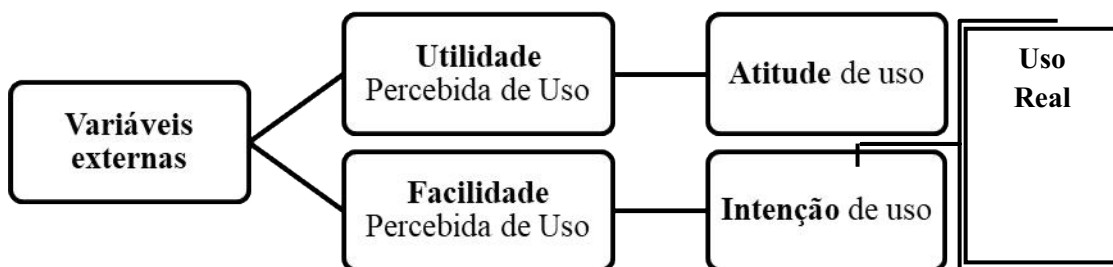 Variáveis
externas
Utilidade
Percebida de Uso
Facilidade
Percebida de Uso
Atitude de uso
Intenção de uso
Uso
Real